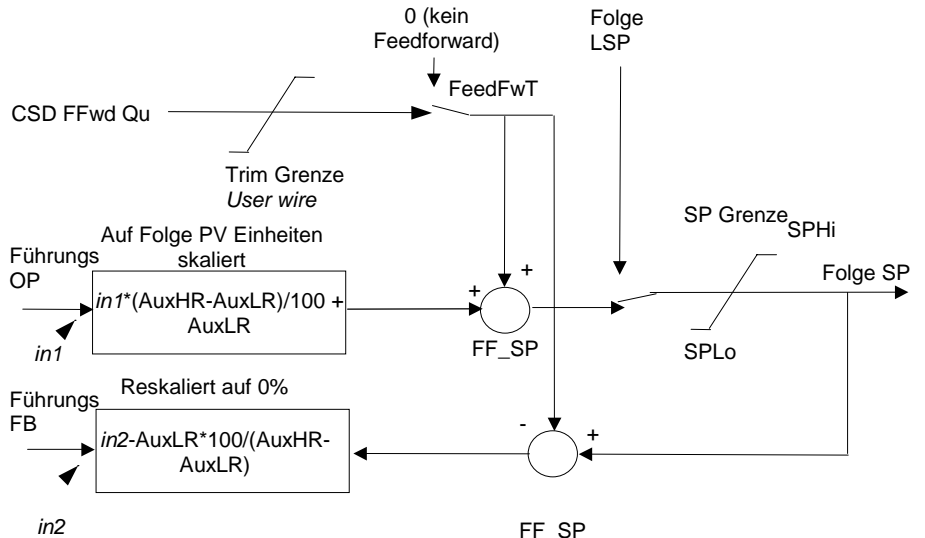 0 (kein
Feedforward)
Folge
LSP
FeedFwT
CSD FFwd Qu
Trim Grenze
User wire
Auf Folge PV Einheiten
skaliert
Führungs
OP
in1*(AuxHR-AuxLR)/100 +
AuxLR
in1
+
+
FF_SP
SP Grenze
SPHi
Folge SP
SPLo
Reskaliert auf 0%
Führungs
FB
in2-AuxLR*100/(AuxHR-
AuxLR)
-
+
in2
FF_SP